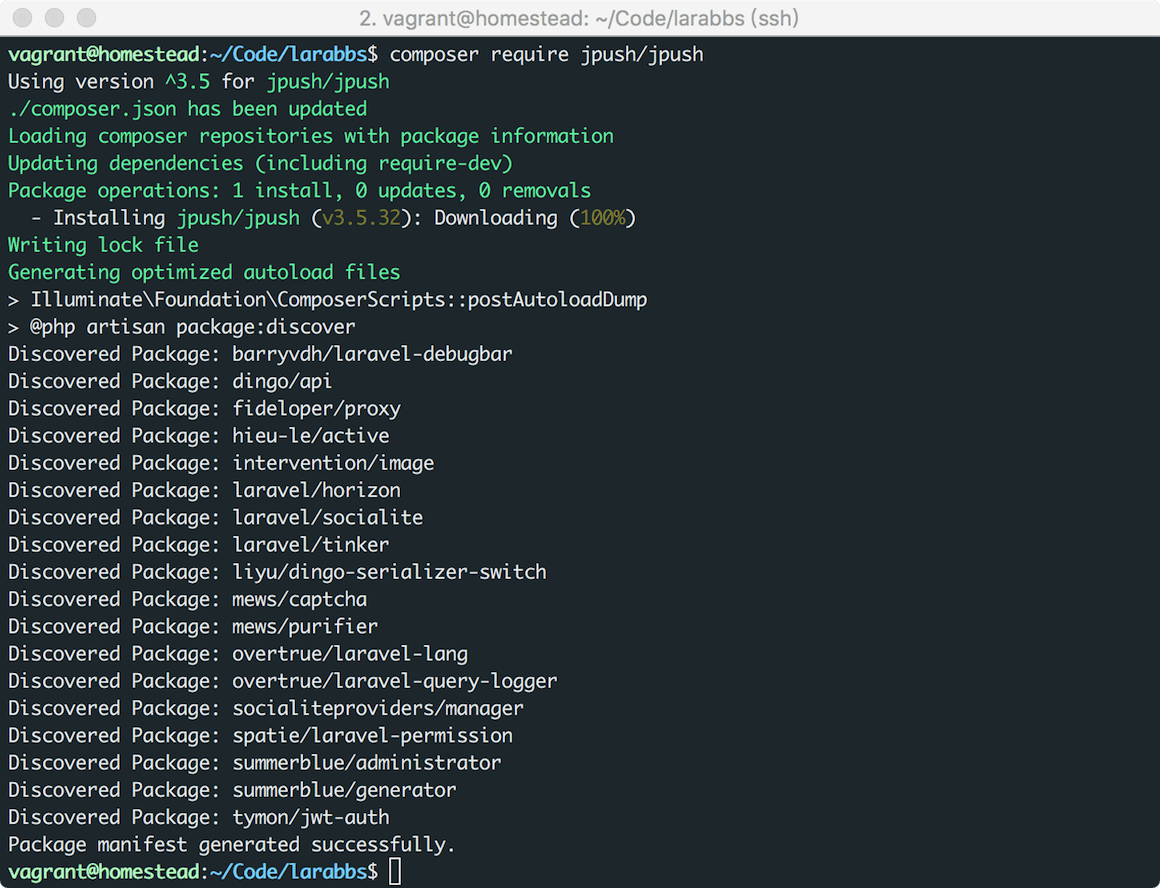 2. vagrant@homestead: ~/Code/larabbs (ssh)
vagrant@homestead:~/Code/larabbs$ composer require jpush/jpush
Using version ^3.5 for jpush/jpush
./composer.json has been updated
Loading composer repositories with package information
Updating dependencies (including require-dev)
Package operations: 1 install, 0 updates, 0 removals
  - Installing jpush/jpush (v3.5.32): Downloading (100%)
Writing lock file
Generating optimized autoload files
> Illuminate\Foundation\ComposerScripts::postAutoloadDump
> @php artisan package:discover
Discovered Package: barryvdh/laravel-debugbar
Discovered Package: dingo/api
Discovered Package: fideloper/proxy
Discovered Package: hieu-le/active
Discovered Package: intervention/image
Discovered Package: laravel/horizon
Discovered Package: laravel/socialite
Discovered Package: laravel/tinker
Discovered Package: liyu/dingo-serializer-switch
Discovered Package: mews/captcha
Discovered Package: mews/purifier
Discovered Package: overtrue/laravel-lang
Discovered Package: overtrue/laravel-query-logger
Discovered Package: socialiteproviders/manager
Discovered Package: spatie/laravel-permission
Discovered Package: summerblue/administrator
Discovered Package: summerblue/generator
Discovered Package: tymon/jwt-auth
Package manifest generated successfully.
vagrant@homestead:~/Code/larabbs$